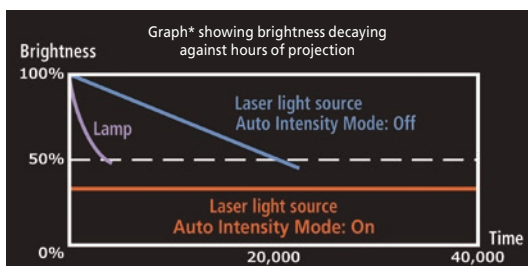 Graph* showing brightness decaying
against hours of projection
Brightness
100%
Laser light source
Auto Intensity Mode: Off
Lamp
50%
Laser light source
Auto Intensity Mode: On
Time
0%
20,000
40,000